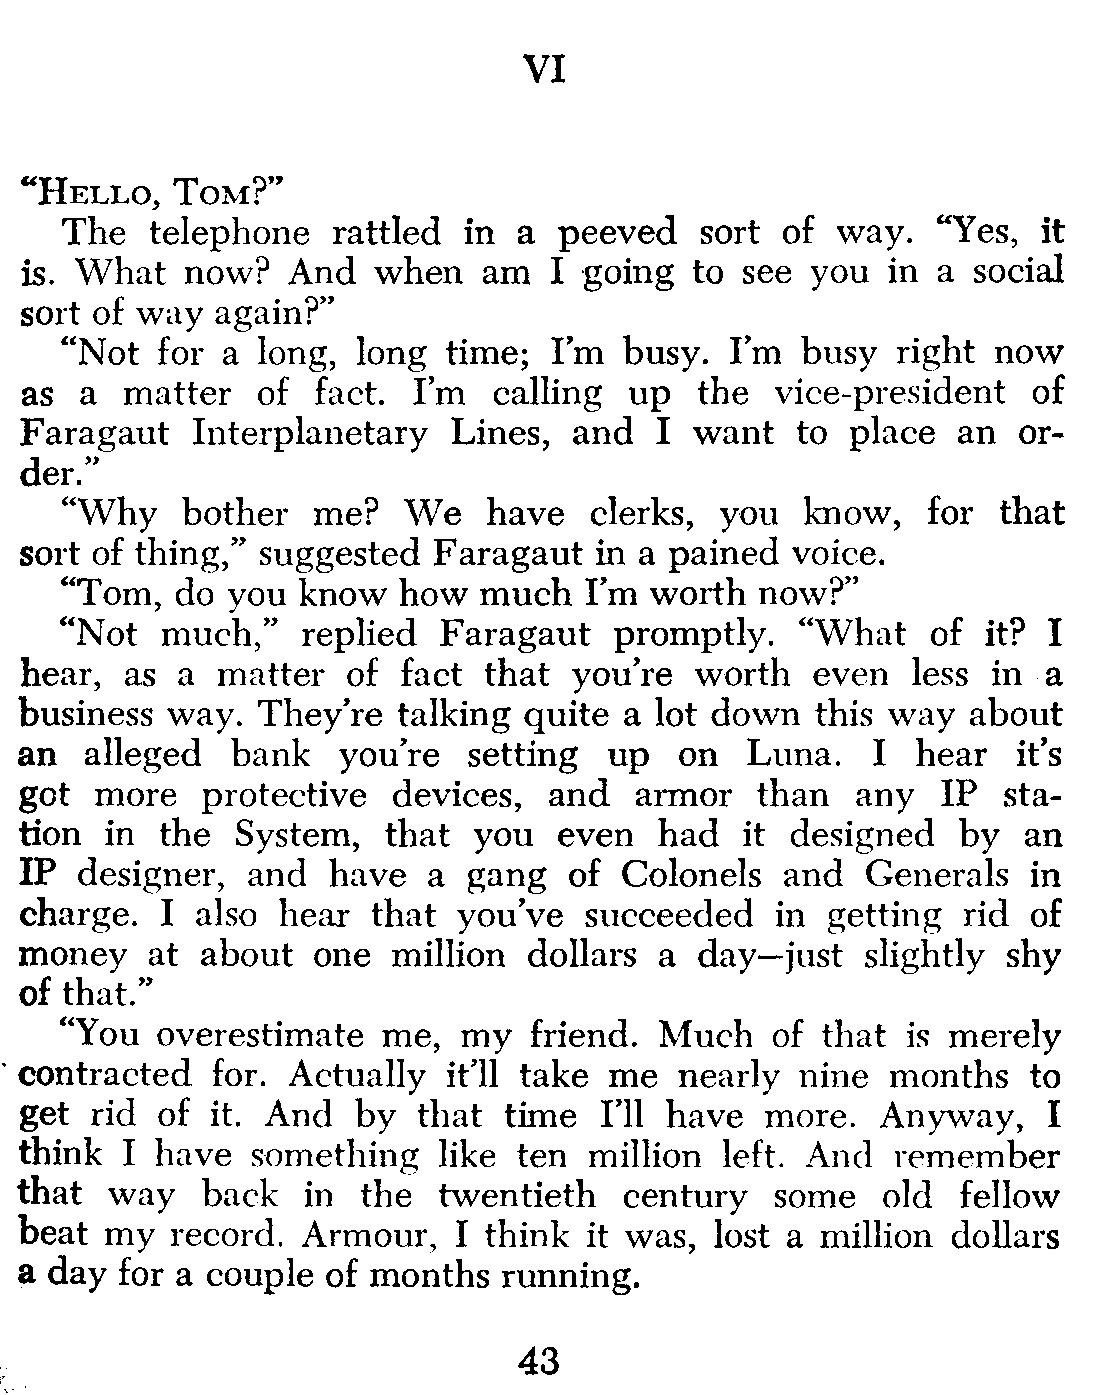 VI
“HELLO, TOM?”
The telephone rattled in a peeved sort of way. “Yes, it
is. What now? And when am I going to see you in a social
sort of way again?”
“Not for a long, long time; I’m busy. I’m busy right now
as a matter of fact. I’m calling up the vice-president of
Faragaut Interplanetary Lines, and I want to place an or-
der.”
“Why bother me? We have clerks, you know, for that
sort of thing,” suggested Faragaut in a pained voice.
“Tom, do you know how much I’m worth now?”
“Not much,” replied Faragaut promptly. “What of it? I
hear, as a matter of fact that you’re worth even less in a
business way. They’re talking quite a lot down this way about
an alleged bank you’re setting up on Luna. I hear it’s
got more protective devices, and armor than any IP sta-
tion in the System, that you even had it designed by an
IP designer, and have a gang of Colonels and Generals in
charge. I also hear that you’ve succeeded in getting rid of
money at about one million dollars a day—just slightly shy
of that.”
“You overestimate me, my friend. Much of that is merely
contracted for. Actually it’ll take me nearly nine months to
get rid of it. And by that time I’ll have more. Anyway, I
think I have something like ten million left. And remember
that way back in the twentieth century some old fellow
beat my record. Armour, I think it was, lost a million dollars
a day for a couple of months running.
43